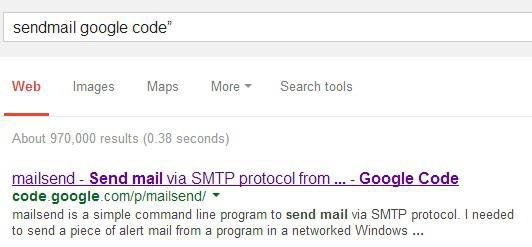 sendmail google code”
Web Images Maps More Search tools
About 970,000 results (0.38 seconds)
mailsend - Send mail via SMTP protocol from ... - Google Code
code.google.com/p/mailsend/
mailsend is a simple command line program to send mail via SMTP protocol. I needed
to send a piece of alert mail from a program in a networked Windows ...